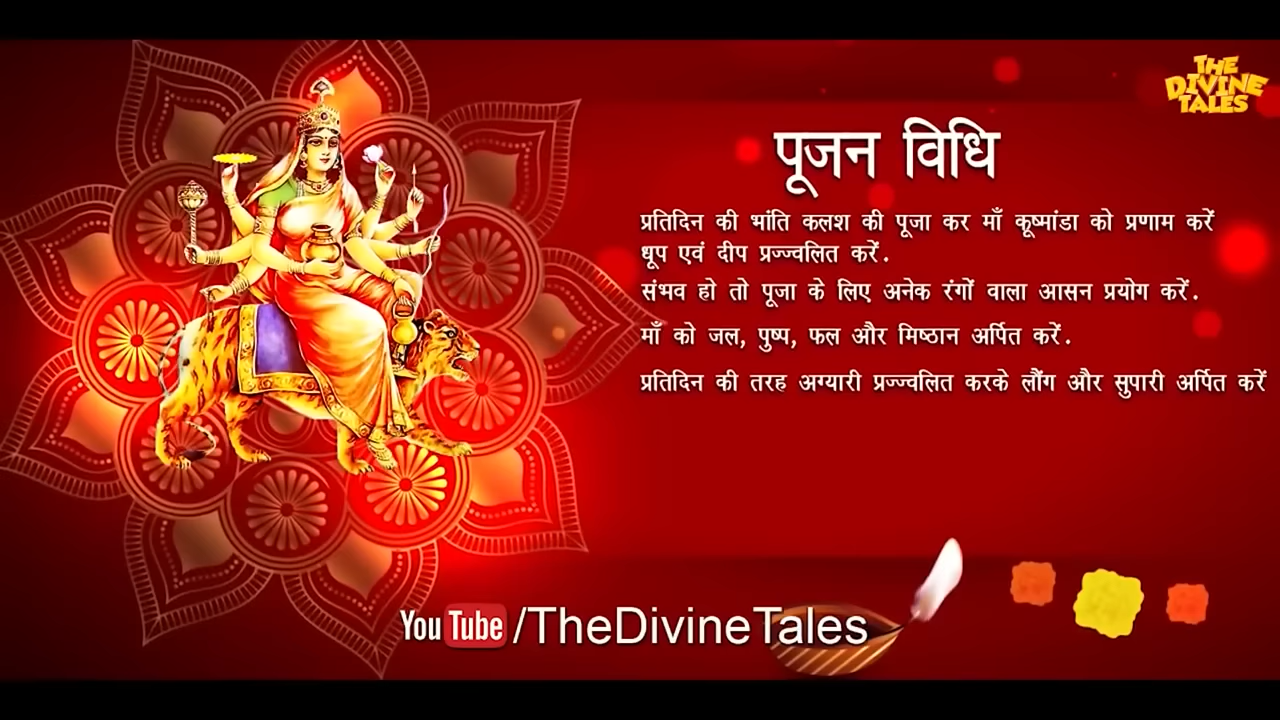 THE
DIVINE
TALES
पूजन विधि
प्रतिदिन की भांति कलश की पूजा कर माँ कूष्मांडा को प्रणाम करें
धूप एवं दीप प्रज्ज्वलित करें.
संभव हो तो पूजा के लिए अनेक रंगों वाला आसन प्रयोग करें.
माँ को जल, पुष्प, फल और मिष्ठान अर्पित करें.
प्रतिदिन की तरह अग्यारी प्रज्ज्वलित करके लौंग और सुपारी अर्पित करें
YouTube/TheDivineTales